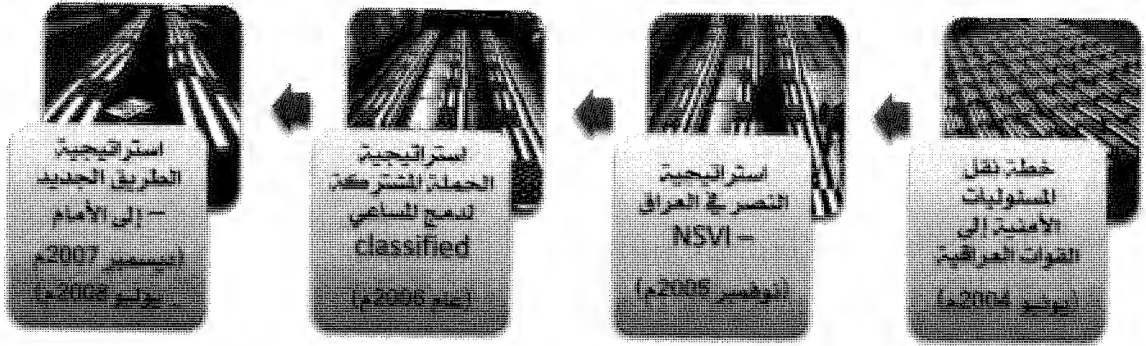 خطة نقل
المسئوليات
الأمنية إلى
القوات العراقية
(يونيو 2004م)
استراتيجية
النصر في العراق
– NSVI
(نوفمبر 2005م)
استراتيجية
الحملة المشتركة
لدمج المساعي
classified
(عام 2006م)
استراتيجية
الطريق الجديد
– إلى الأمام
(ديسمبر 2007م
– يوليو 2008م)